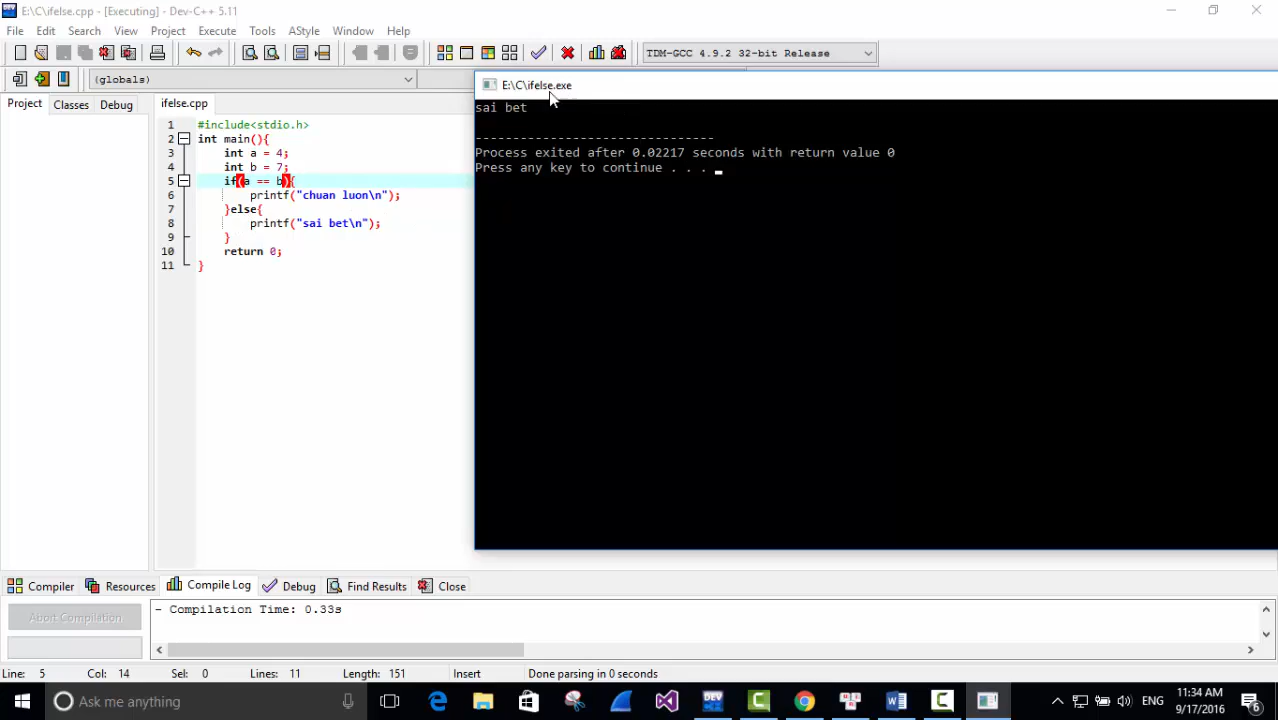 E:\C\ifelse.cpp - [Executing] - Dev-C++ 5.11
File Edit Search View Project Execute Tools AStyle Window Help
TDM-GCC 4.9.2 32-bit Release
(globals)
Project Classes Debug
ifelse.cpp
1 #include<stdio.h>
2 int main(){
3 int a = 4;
4 int b = 7;
5 if(a == b){
6 printf("chuan luon\n");
7 }else{
8 printf("sai bet\n");
9 }
10 return 0;
11 }
E:\C\ifelse.exe
sai bet
--------------------------------
Process exited after 0.02217 seconds with return value 0
Press any key to continue . . .
Compiler Resources Compile Log Debug Find Results Close
Abort Compilation
- Compilation Time: 0.33s
Line: 5 Col: 14 Sel: 0 Lines: 11 Length: 151 Insert Done parsing in 0 seconds
Ask me anything
DEV
ENG
11:34 AM
9/17/2016
6